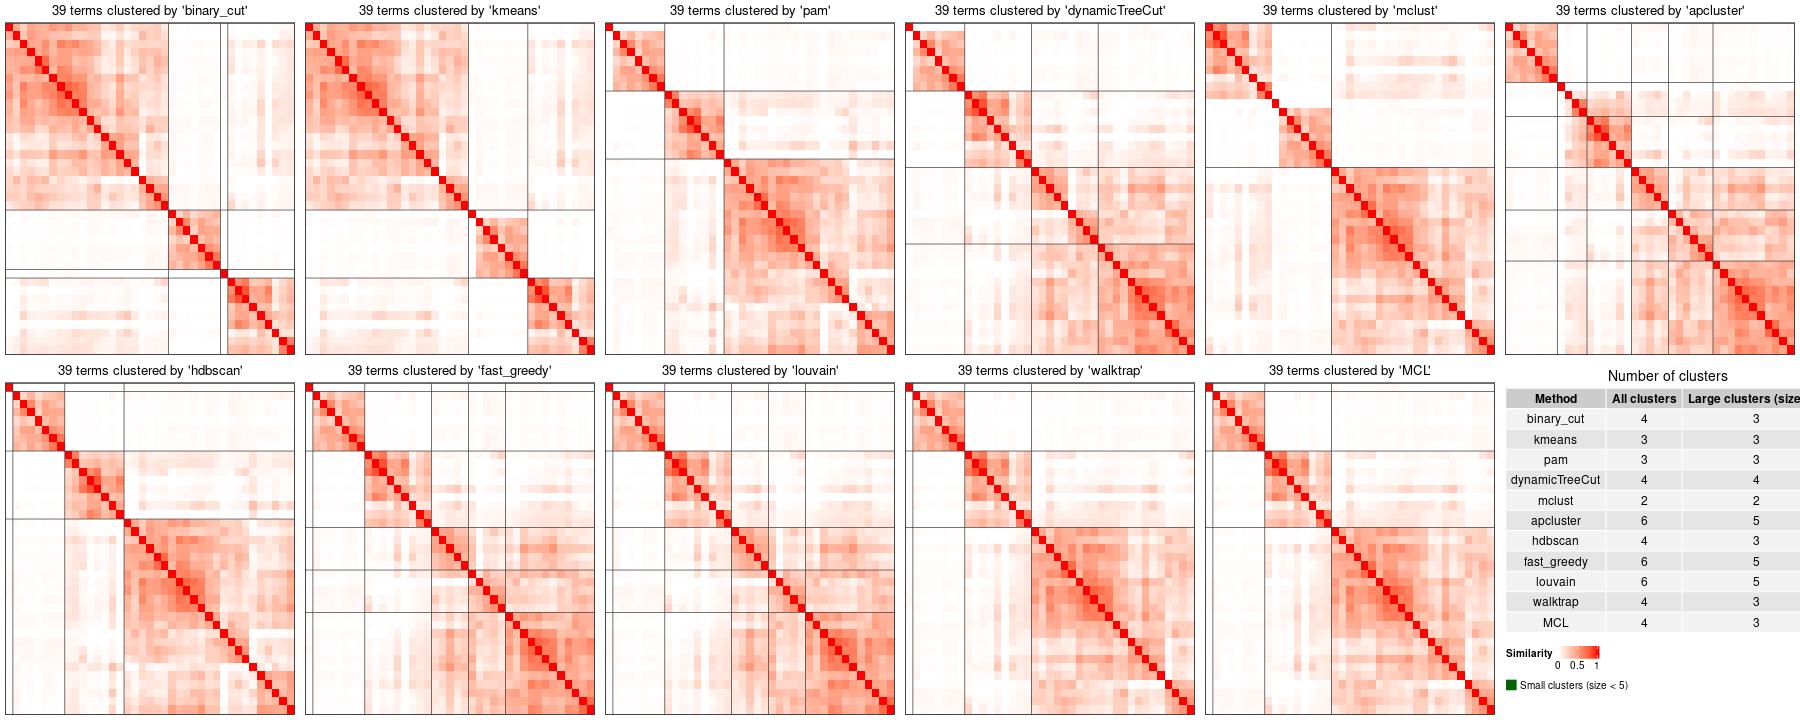 39 terms clustered by 'binary_cut'
39 terms clustered by 'kmeans'
39 terms clustered by 'pam'
39 terms clustered by 'dynamicTreeCut'
39 terms clustered by 'mclust'
39 terms clustered by 'apcluster'
39 terms clustered by 'hdbscan'
39 terms clustered by 'fast_greedy'
39 terms clustered by 'louvain'
39 terms clustered by 'walktrap'
39 terms clustered by 'MCL'
Number of clusters
Method All clusters Large clusters (size
binary_cut 4 3
kmeans 3 3
pam 3 3
dynamicTreeCut 4 4
mclust 2 2
apcluster 6 5
hdbscan 4 3
fast_greedy 6 5
louvain 6 5
walktrap 4 3
MCL 4 3
Similarity
0 0.5 1
Small clusters (size < 5)